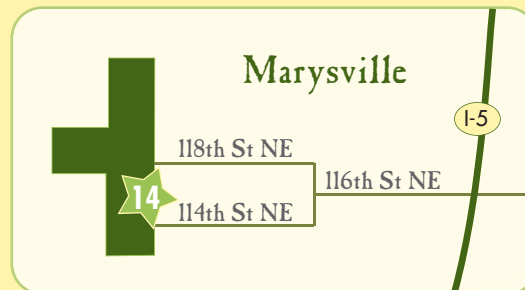 Marysville
I-5
118th St NE
116th St NE
14
114th St NE